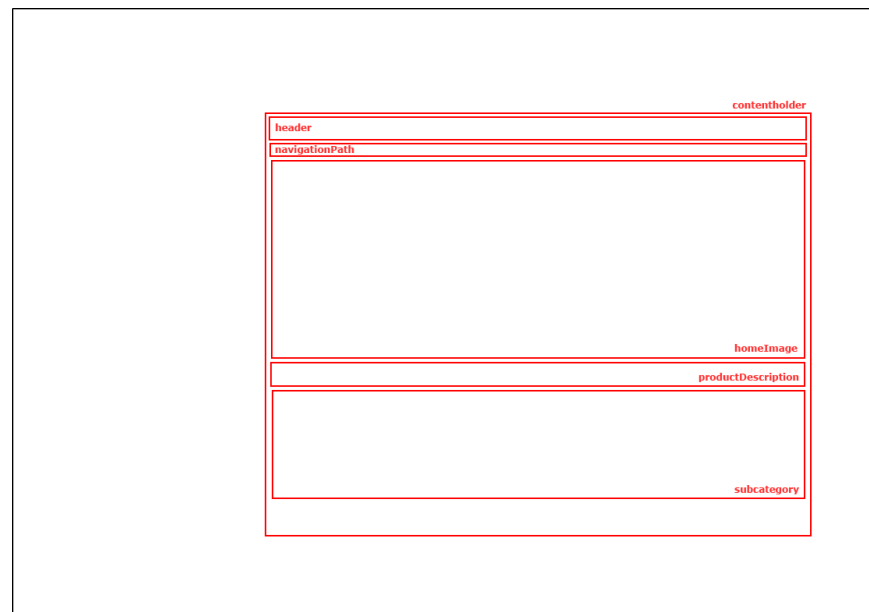 contentholder
header
navigationPath
homeImage
productDescription
subcategory